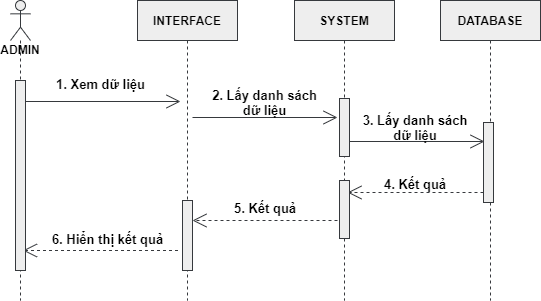 ADMIN
INTERFACE
SYSTEM
DATABASE
1. Xem dữ liệu
2. Lấy danh sách
dữ liệu
3. Lấy danh sách
dữ liệu
4. Kết quả
5. Kết quả
6. Hiển thị kết quả